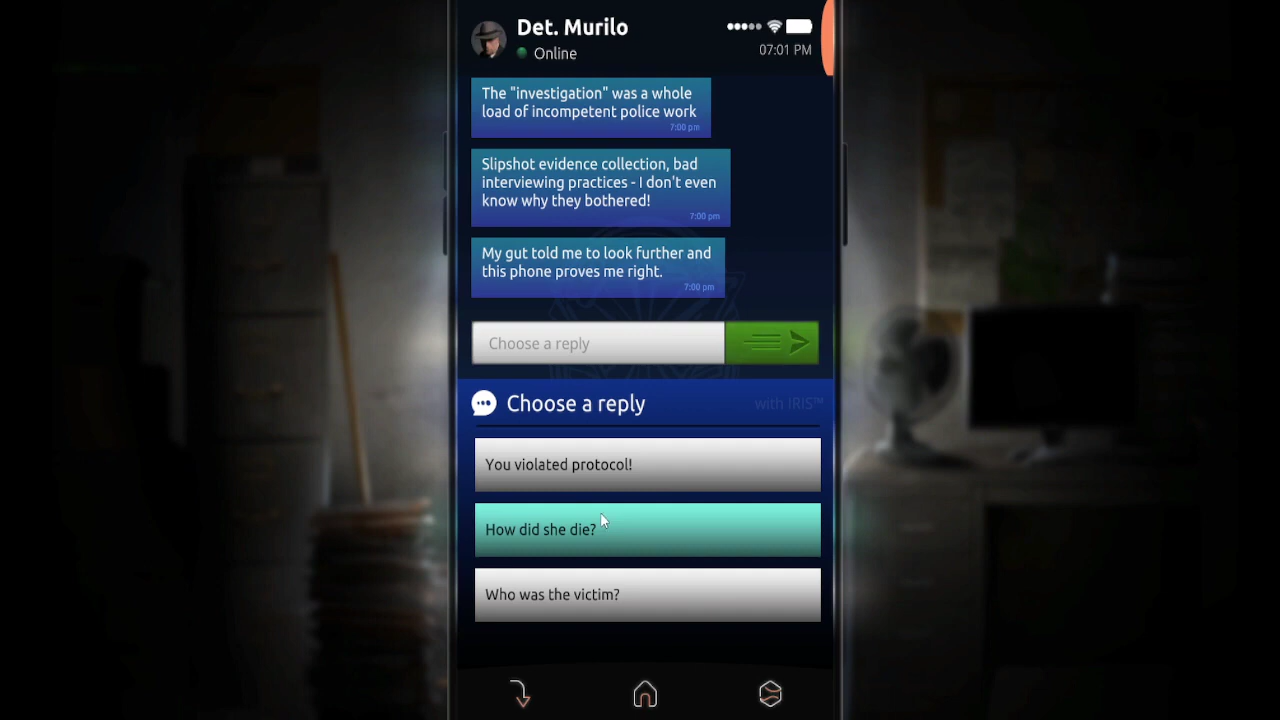 Det. Murilo
Online
07:01 PM
The "investigation" was a whole
load of incompetent police work
7:00 pm
Slipshot evidence collection, bad
interviewing practices - I don't even
know why they bothered!
7:00 pm
My gut told me to look further and
this phone proves me right.
7:00 pm
Choose a reply
Choose a reply
with IRIS™
You violated protocol!
How did she die?
Who was the victim?